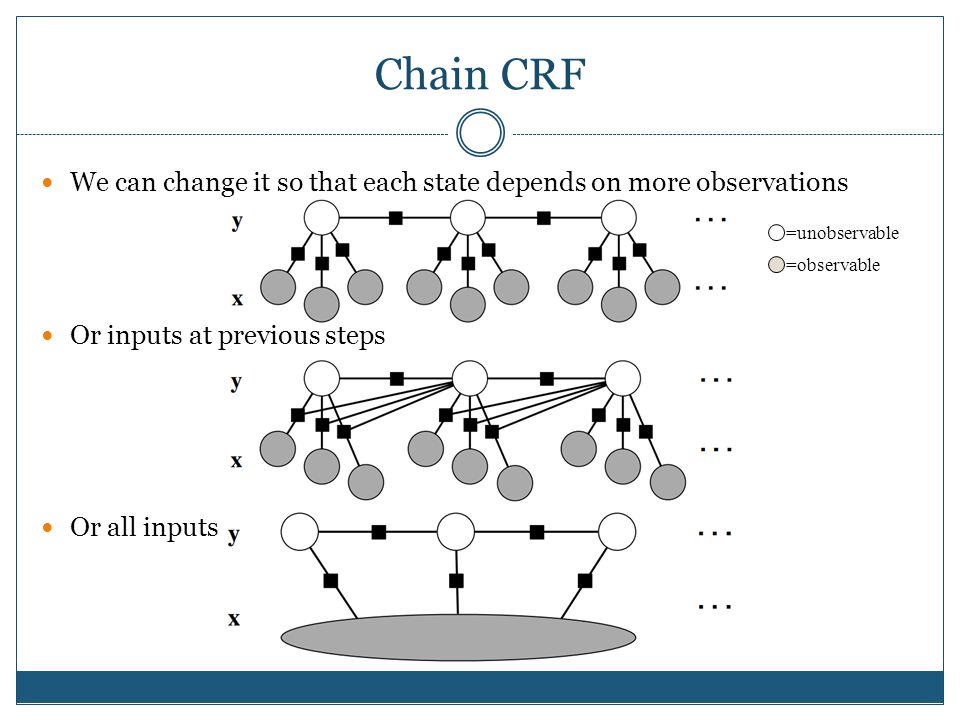 Chain CRF
We can change it so that each state depends on more observations
y
...
=unobservable
=observable
x
...
Or inputs at previous steps
y
...
x
...
Or all inputs
y
...
x
...